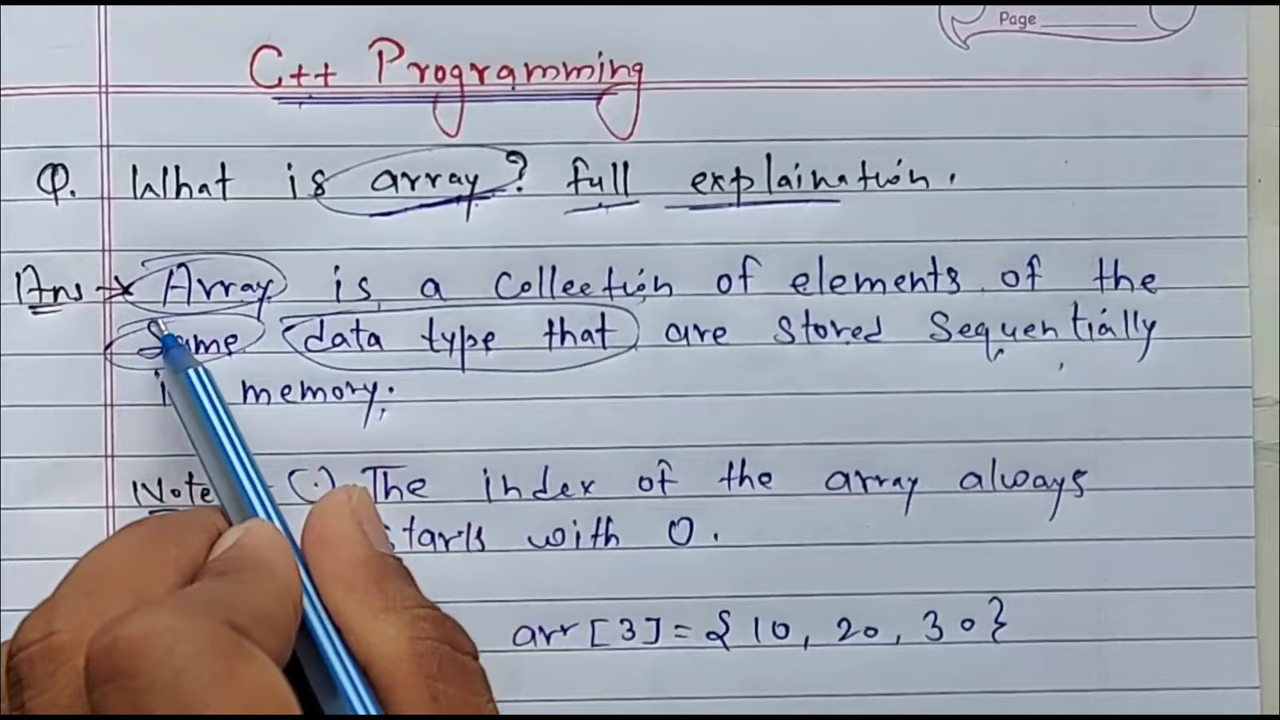 Page
C++ Programming
Q. What is array? full explaination.
Ans → Array is a collection of elements of the
Same data type that are stored Sequentially
memory.
Note (.) The index of the array always
starts with 0.
arr[3] = {10, 20, 30}